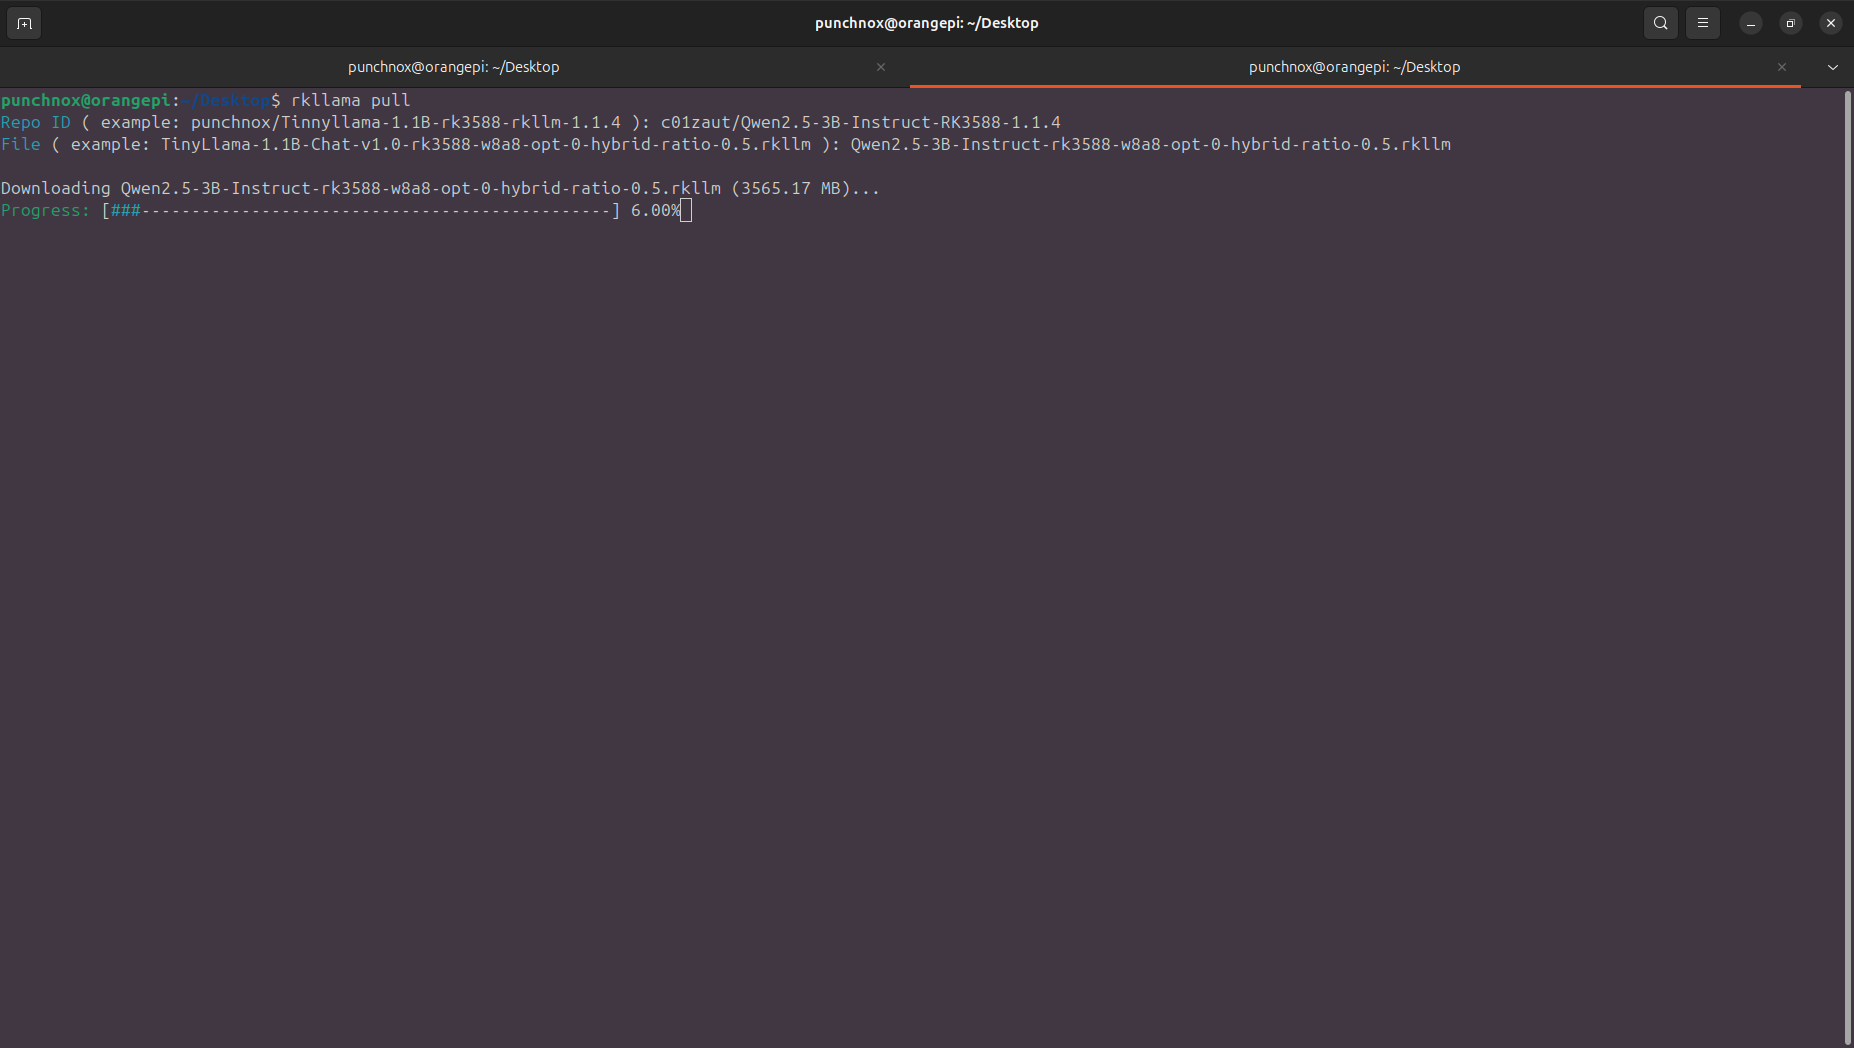 punchnox@orangepi: ~/Desktop
punchnox@orangepi: ~/Desktop
punchnox@orangepi: ~/Desktop
punchnox@orangepi:~/Desktop$ rkllama pull
Repo ID ( example: punchnox/Tinnyllama-1.1B-rk3588-rkllm-1.1.4 ): c01zaut/Qwen2.5-3B-Instruct-RK3588-1.1.4
File ( example: TinyLlama-1.1B-Chat-v1.0-rk3588-w8a8-opt-0-hybrid-ratio-0.5.rkllm ): Qwen2.5-3B-Instruct-rk3588-w8a8-opt-0-hybrid-ratio-0.5.rkllm
Downloading Qwen2.5-3B-Instruct-rk3588-w8a8-opt-0-hybrid-ratio-0.5.rkllm (3565.17 MB)...
Progress: [###-----------------------------------------------] 6.00%